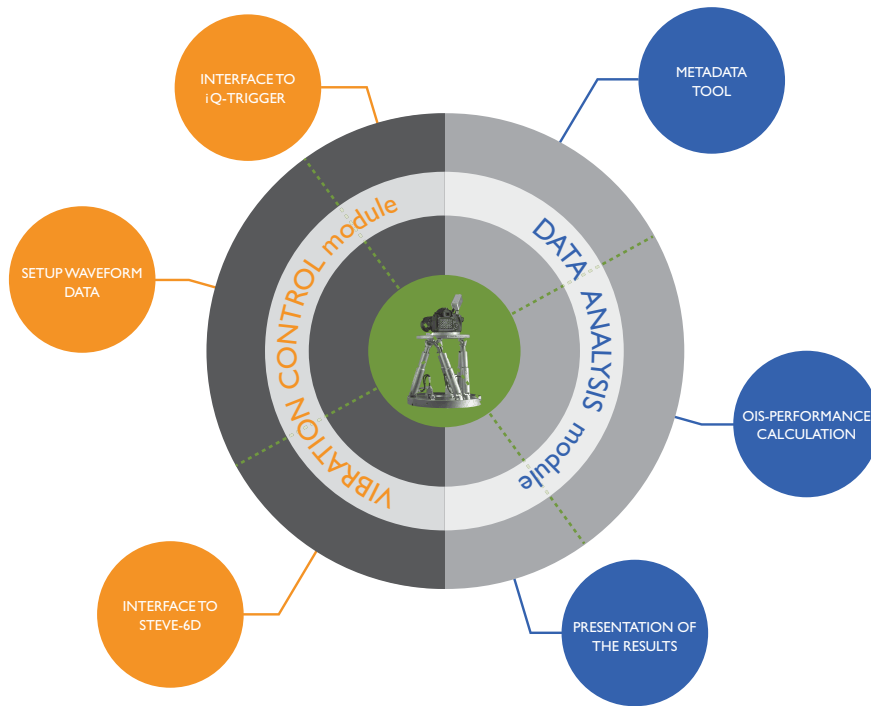 INTERFACE TO
iQ-TRIGGER
METADATA
TOOL
SETUP WAVEFORM
DATA
VIBRATION CONTROL module
DATA ANALYSIS module
OIS-PERFORMANCE
CALCULATION
INTERFACE TO
STEVE-6D
PRESENTATION OF
THE RESULTS